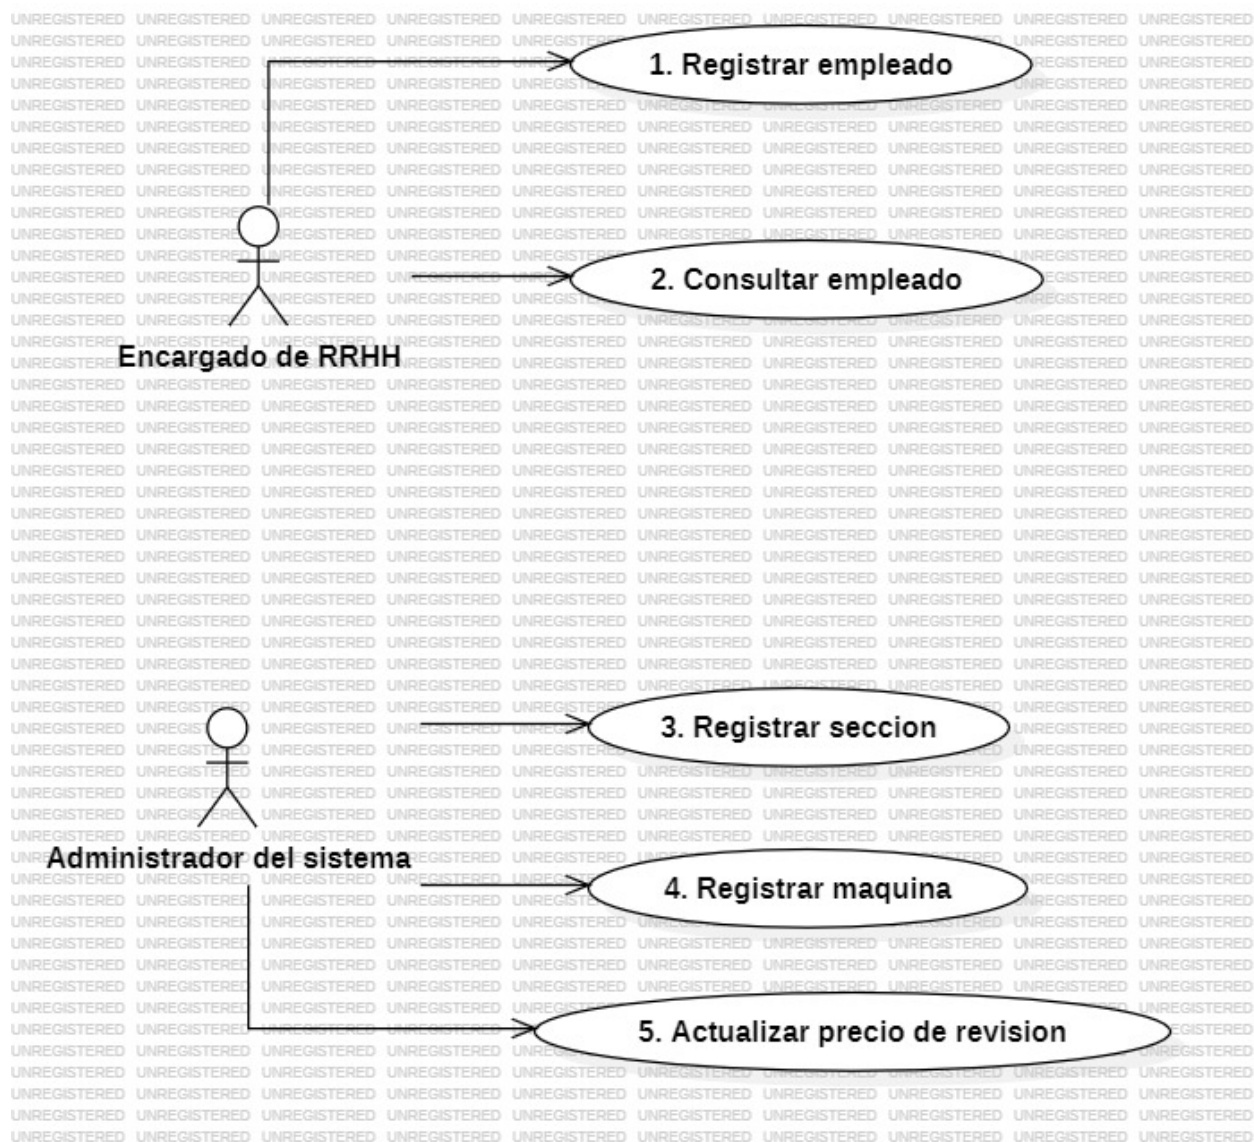 1. Registrar empleado
2. Consultar empleado
Encargado de RRHH
3. Registrar seccion
Administrador del sistema
4. Registrar maquina
5. Actualizar precio de revision
UNREGISTERED